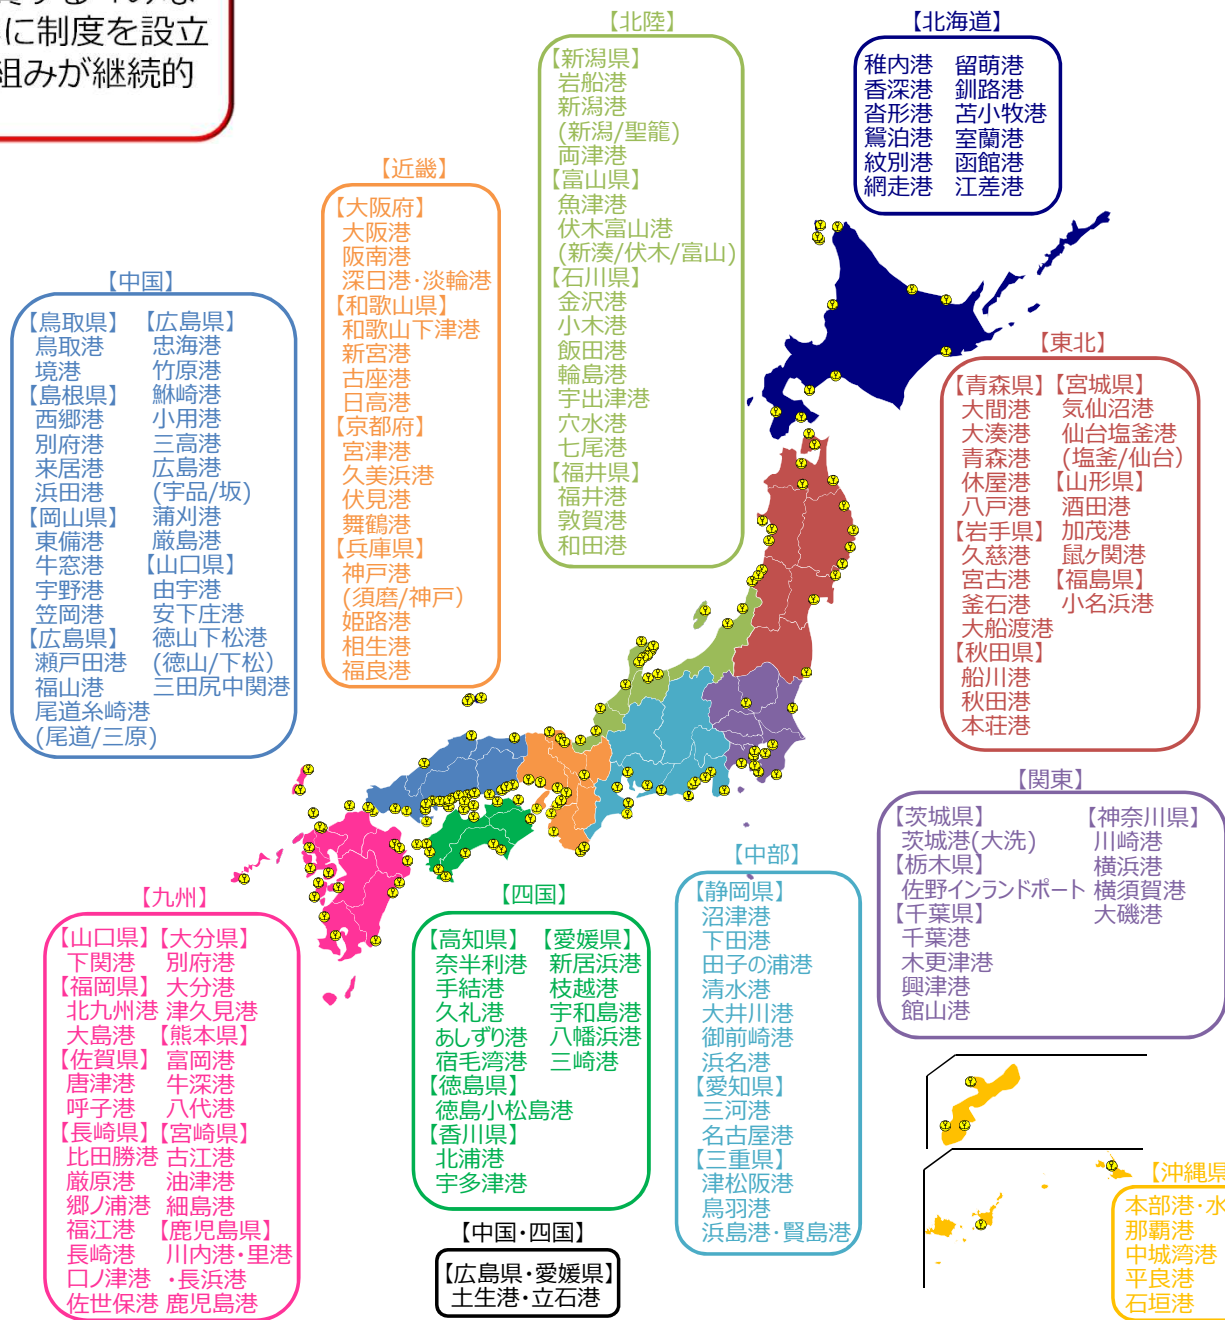 に制度を設立
組みが継続的
【北陸】
【新潟県】
岩船港
新潟港
(新潟/聖籠)
両津港
【富山県】
魚津港
伏木富山港
(新湊/伏木/富山)
【石川県】
金沢港
小木港
飯田港
輪島港
宇出津港
穴水港
七尾港
【福井県】
福井港
敦賀港
和田港
【北海道】
稚内港 留萌港
香深港 釧路港
沓形港 苫小牧港
鴛泊港 室蘭港
紋別港 函館港
網走港 江差港
【近畿】
【大阪府】
大阪港
阪南港
深日港・淡輪港
【和歌山県】
和歌山下津港
新宮港
古座港
日高港
【京都府】
宮津港
久美浜港
伏見港
舞鶴港
【兵庫県】
神戸港
(須磨/神戸)
姫路港
相生港
福良港
【中国】
【鳥取県】
鳥取港
境港
【島根県】
西郷港
別府港
来居港
浜田港
【岡山県】
東備港
牛窓港
宇野港
笠岡港
【広島県】
瀬戸田港
福山港
尾道糸崎港
(尾道/三原)
【広島県】
忠海港
竹原港
鮴崎港
小用港
三高港
広島港
(宇品/坂)
蒲刈港
厳島港
【山口県】
由宇港
安下庄港
徳山下松港
(徳山/下松)
三田尻中関港
【東北】
【青森県】
大間港
大湊港
青森港
休屋港
八戸港
【岩手県】
久慈港
宮古港
釜石港
大船渡港
【秋田県】
船川港
秋田港
本荘港
【宮城県】
気仙沼港
仙台塩釜港
(塩釜/仙台)
【山形県】
酒田港
加茂港
鼠ヶ関港
【福島県】
小名浜港
【関東】
【茨城県】
茨城港(大洗)
【栃木県】
佐野インランドポート
【千葉県】
千葉港
木更津港
興津港
館山港
【神奈川県】
川崎港
横浜港
横須賀港
大磯港
【中部】
【静岡県】
沼津港
下田港
田子の浦港
清水港
大井川港
御前崎港
浜名港
【愛知県】
三河港
名古屋港
【三重県】
津松阪港
鳥羽港
浜島港・賢島港
【四国】
【高知県】
奈半利港
手結港
久礼港
あしずり港
宿毛湾港
【徳島県】
徳島小松島港
【香川県】
北浦港
宇多津港
【愛媛県】
新居浜港
枝越港
宇和島港
八幡浜港
三崎港
【九州】
【山口県】
下関港
【福岡県】
北九州港
大島港
【佐賀県】
唐津港
呼子港
【長崎県】
比田勝港
厳原港
郷ノ浦港
福江港
長崎港
口ノ津港
佐世保港
【大分県】
別府港
大分港
津久見港
【熊本県】
富岡港
牛深港
八代港
【宮崎県】
古江港
油津港
細島港
【鹿児島県】
川内港・里港
・長浜港
鹿児島港
【中国・四国】
【広島県・愛媛県】
土生港・立石港
【沖縄県
本部港・水
那覇港
中城湾港
平良港
石垣港